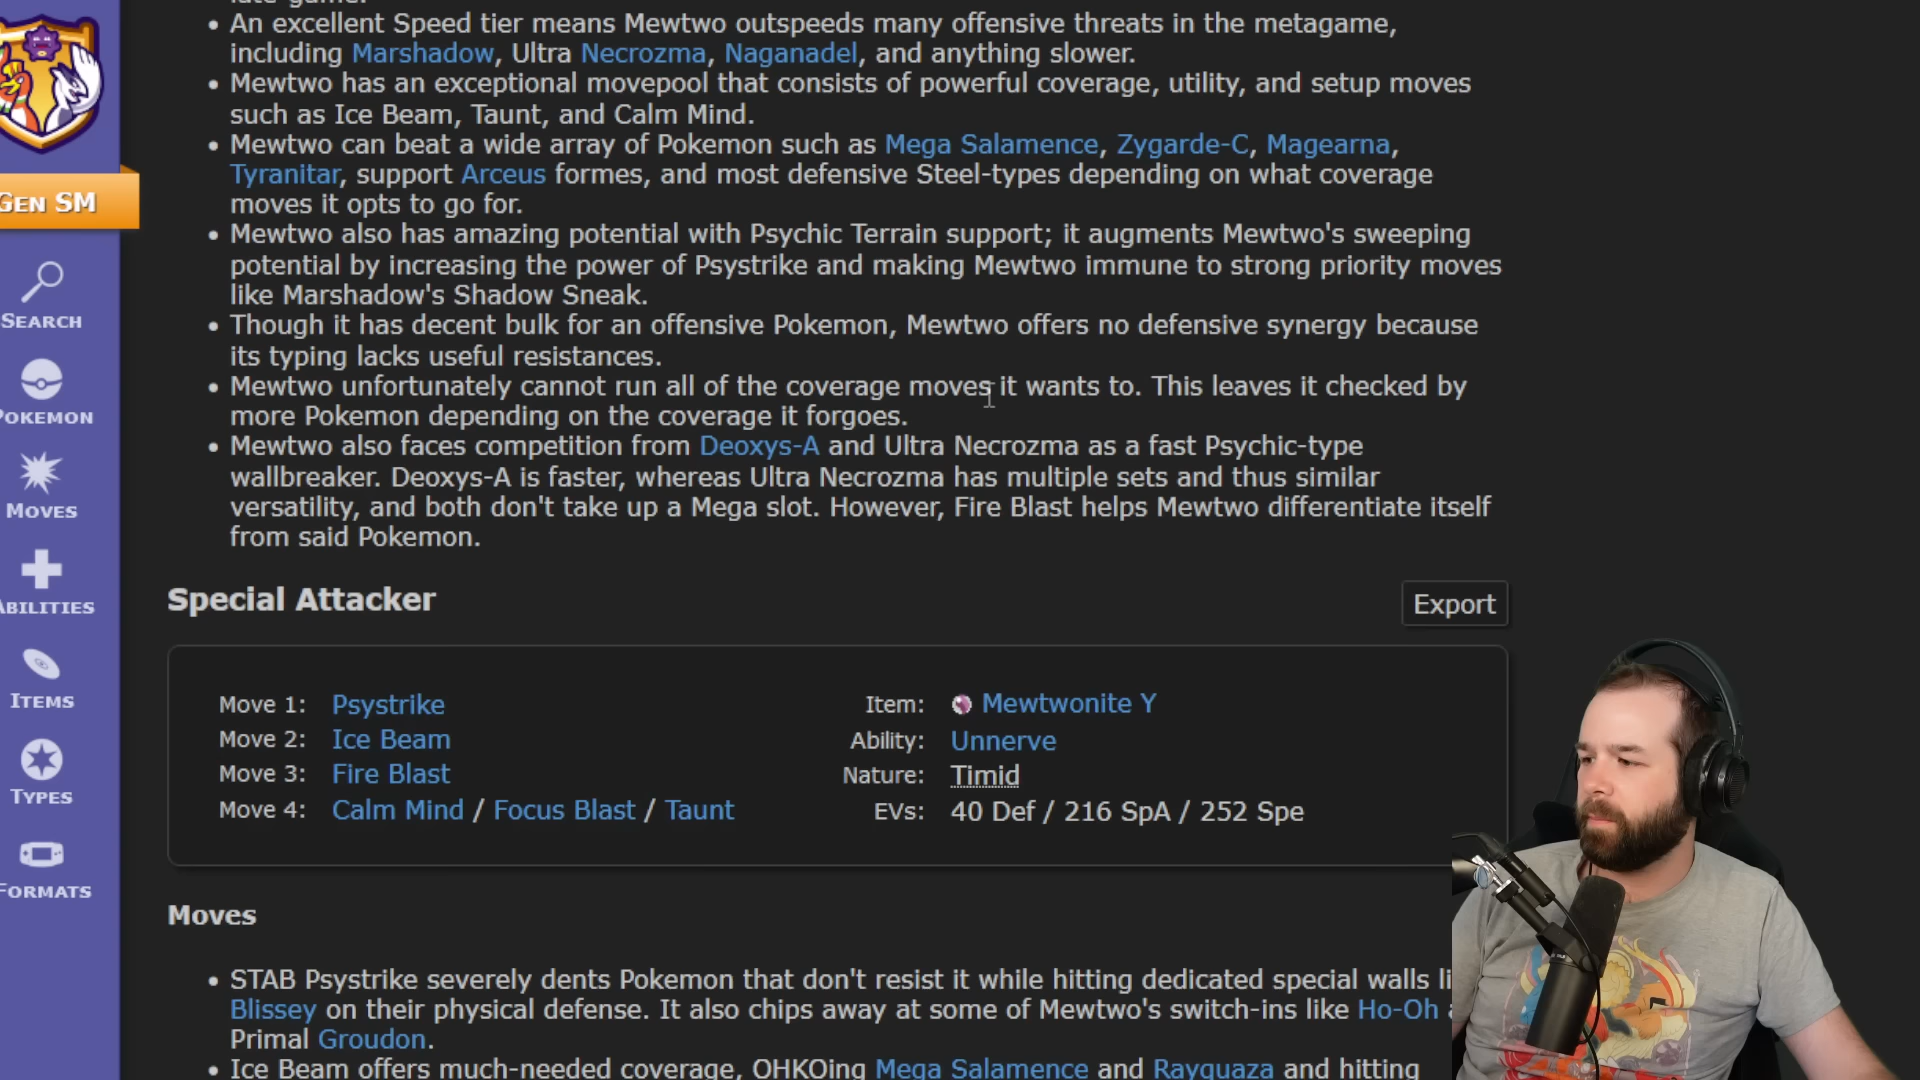 An excellent Speed tier means Mewtwo outspeeds many offensive threats in the metagame,
including Marshadow, Ultra Necrozma, Naganadel, and anything slower.
Mewtwo has an exceptional movepool that consists of powerful coverage, utility, and setup moves
such as Ice Beam, Taunt, and Calm Mind.
Mewtwo can beat a wide array of Pokemon such as Mega Salamence, Zygarde-C, Magearna,
Tyranitar, support Arceus formes, and most defensive Steel-types depending on what coverage
moves it opts to go for.
Mewtwo also has amazing potential with Psychic Terrain support; it augments Mewtwo's sweeping
potential by increasing the power of Psystrike and making Mewtwo immune to strong priority moves
like Marshadow's Shadow Sneak.
Though it has decent bulk for an offensive Pokemon, Mewtwo offers no defensive synergy because
its typing lacks useful resistances.
Mewtwo unfortunately cannot run all of the coverage moves it wants to. This leaves it checked by
more Pokemon depending on the coverage it forgoes.
Mewtwo also faces competition from Deoxys-A and Ultra Necrozma as a fast Psychic-type
wallbreaker. Deoxys-A is faster, whereas Ultra Necrozma has multiple sets and thus similar
versatility, and both don't take up a Mega slot. However, Fire Blast helps Mewtwo differentiate itself
from said Pokemon.
GEN SM
SEARCH
POKEMON
MOVES
ABILITIES
ITEMS
TYPES
FORMATS
Special Attacker
Export
Move 1: Psystrike
Move 2: Ice Beam
Move 3: Fire Blast
Move 4: Calm Mind / Focus Blast / Taunt
Item: Mewtwonite Y
Ability: Unnerve
Nature: Timid
EVs: 40 Def / 216 SpA / 252 Spe
Moves
STAB Psystrike severely dents Pokemon that don't resist it while hitting dedicated special walls
Blissey on their physical defense. It also chips away at some of Mewtwo's switch-ins like Ho-Oh
Primal Groudon.
Ice Beam offers much-needed coverage, OHKOing Mega Salamence and Rayquaza and hitting